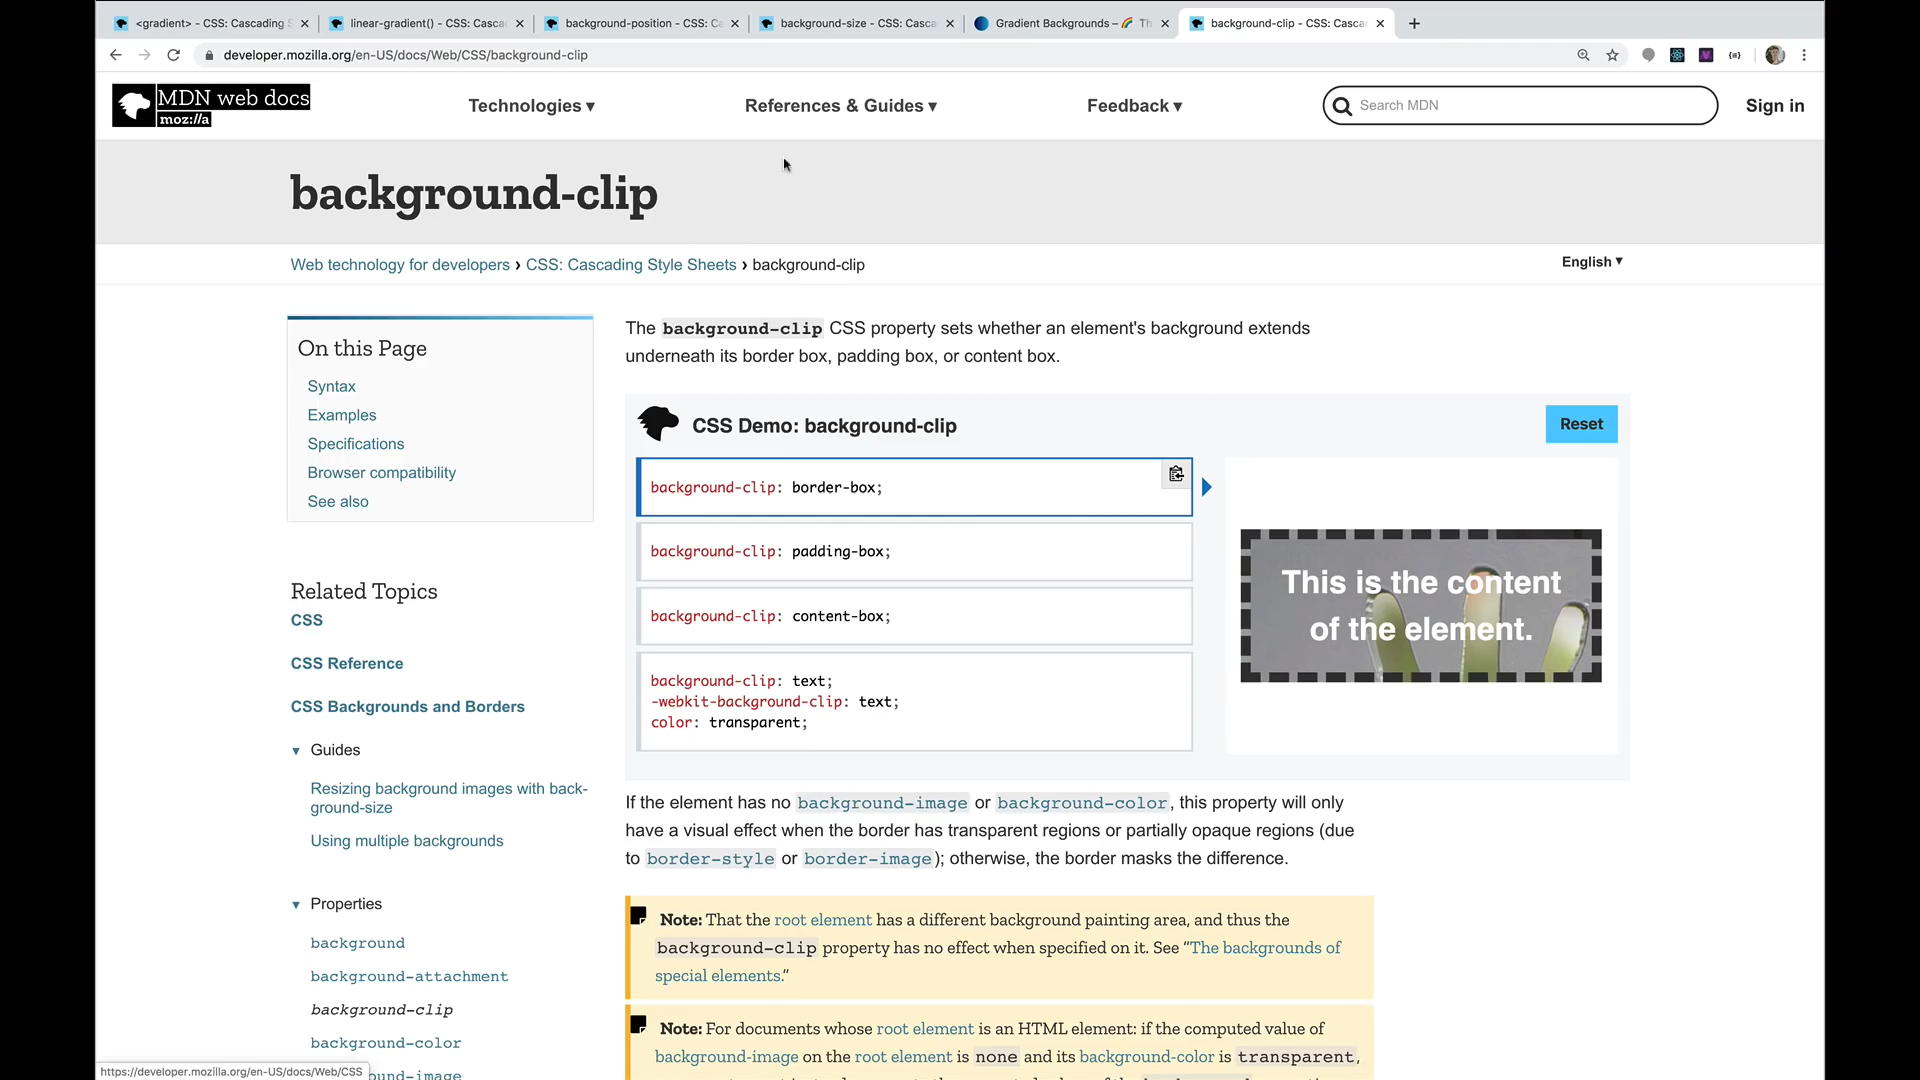 <gradient> - CSS: Cascading S
linear-gradient() - CSS: Casca
background-position - CSS: Ca
background-size - CSS: Casca
Gradient Backgrounds – 🌈 Th
background-clip - CSS: Casca
developer.mozilla.org/en-US/docs/Web/CSS/background-clip
MDN web docs
moz://a
Technologies ▾
References & Guides ▾
Feedback ▾
Search MDN
Sign in
background-clip
Web technology for developers › CSS: Cascading Style Sheets › background-clip
English ▾
On this Page
Syntax
Examples
Specifications
Browser compatibility
See also
Related Topics
CSS
CSS Reference
CSS Backgrounds and Borders
▾ Guides
Resizing background images with back-
ground-size
Using multiple backgrounds
▾ Properties
background
background-attachment
background-clip
background-color
ound-image
https://developer.mozilla.org/en-US/docs/Web/CSS
The background-clip CSS property sets whether an element's background extends
underneath its border box, padding box, or content box.
CSS Demo: background-clip
Reset
background-clip: border-box;
background-clip: padding-box;
background-clip: content-box;
background-clip: text;
-webkit-background-clip: text;
color: transparent;
This is the content
of the element.
If the element has no background-image or background-color, this property will only
have a visual effect when the border has transparent regions or partially opaque regions (due
to border-style or border-image); otherwise, the border masks the difference.
Note: That the root element has a different background painting area, and thus the
background-clip property has no effect when specified on it. See “The backgrounds of
special elements.”
Note: For documents whose root element is an HTML element: if the computed value of
background-image on the root element is none and its background-color is transparent,